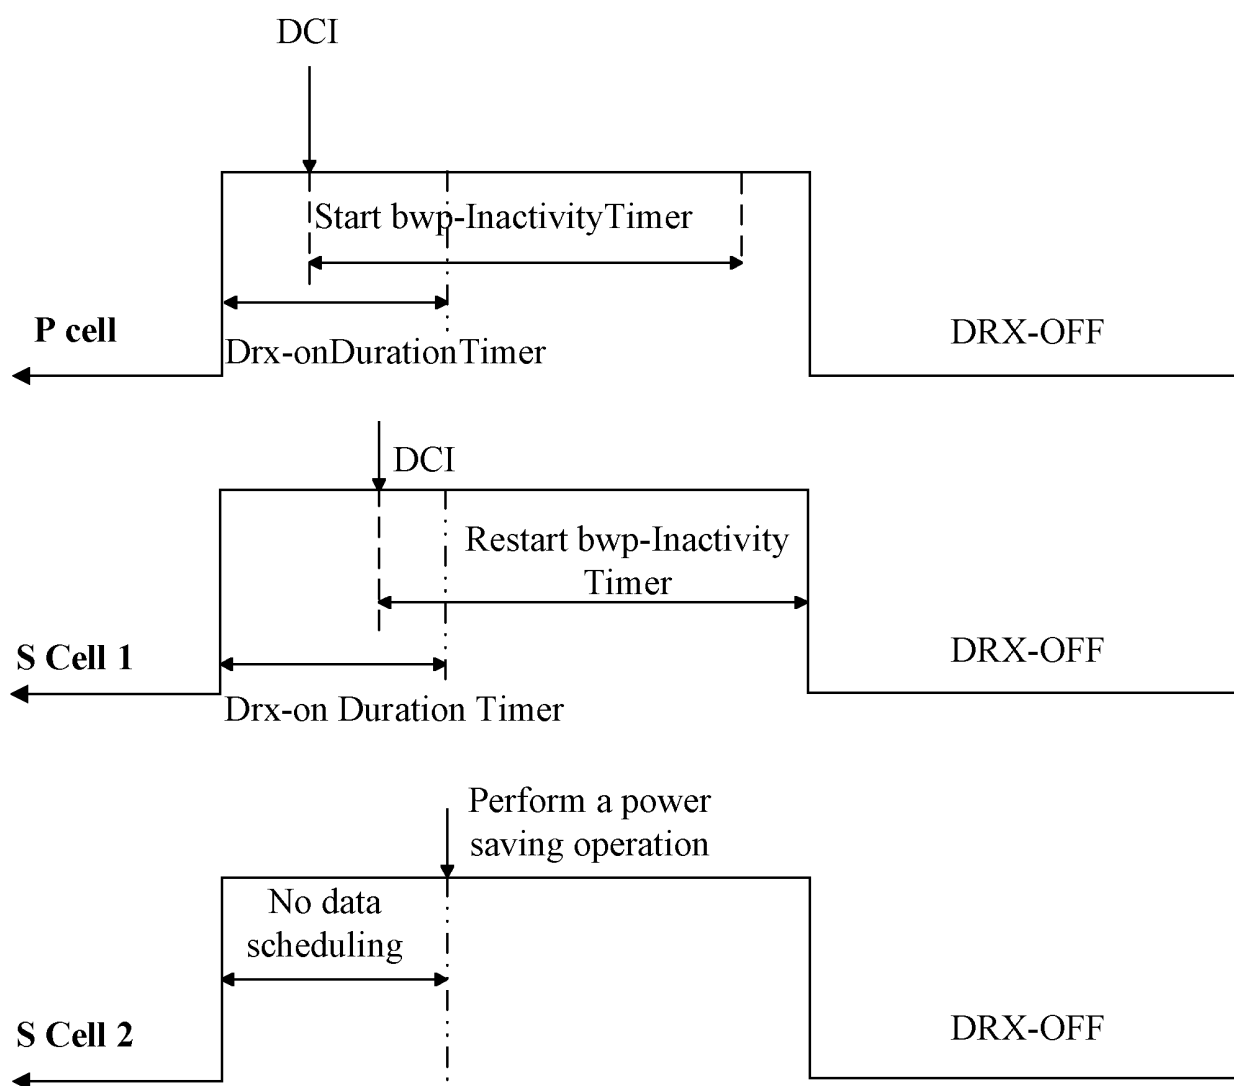 DCI
Start bwp-InactivityTimer
P cell
DRX-OFF
Drx-onDurationTimer
DCI
Restart bwp-Inactivity
Timer
S Cell 1
DRX-OFF
Drx-on Duration Timer
Perform a power
saving operation
No data
scheduling
S Cell 2
DRX-OFF